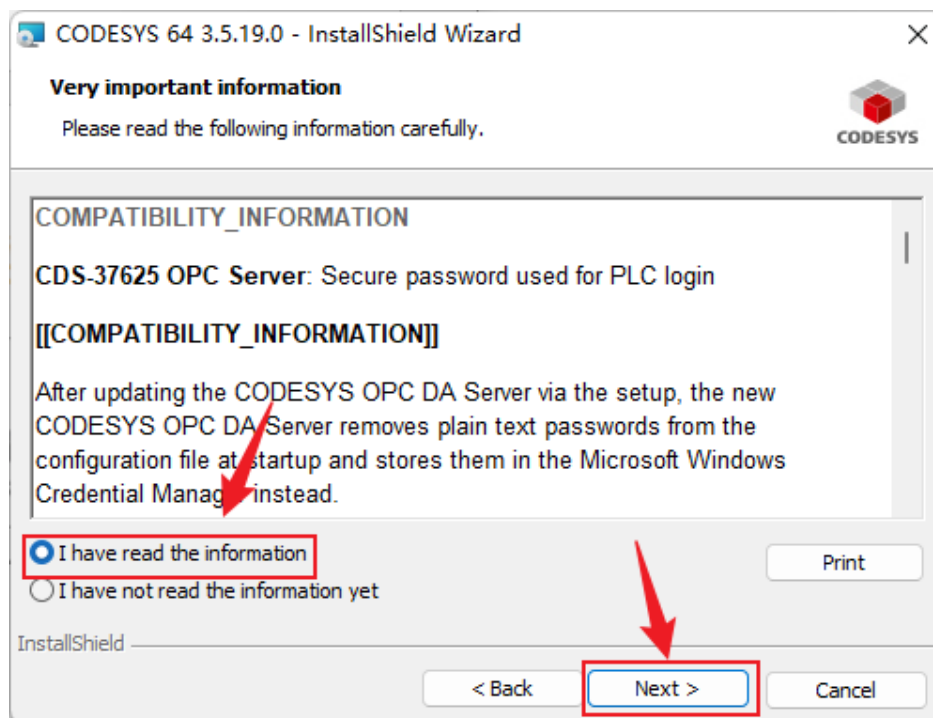 CODESYS 64 3.5.19.0 - InstallShield Wizard
Very important information
Please read the following information carefully.
CODESYS
COMPATIBILITY_INFORMATION
CDS-37625 OPC Server: Secure password used for PLC login
[[COMPATIBILITY_INFORMATION]]
After updating the CODESYS OPC DA Server via the setup, the new
CODESYS OPC DA Server removes plain text passwords from the
configuration file at startup and stores them in the Microsoft Windows
Credential Manager instead.
I have read the information
Print
I have not read the information yet
InstallShield
< Back
Next >
Cancel